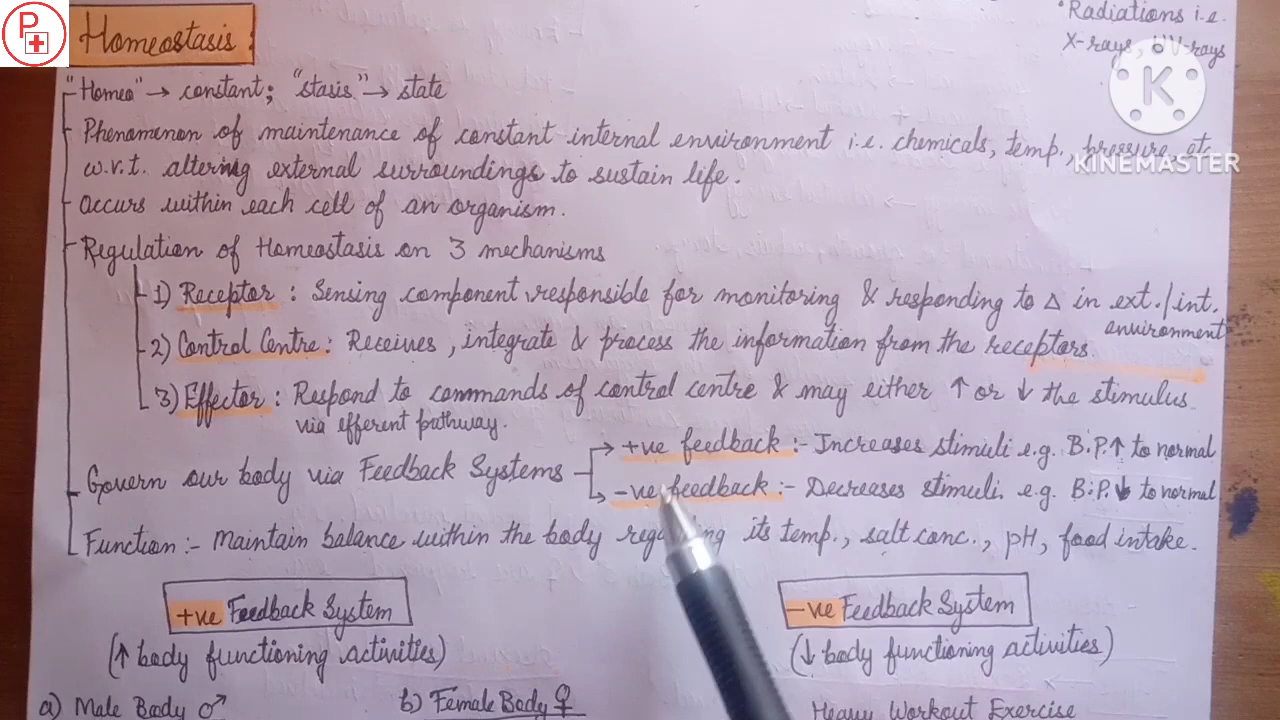 P
Homeostasis
Radiations i.e.
X-rays, UV-rays
K
KINEMASTER
"Homeo" → constant; "stasis" → state
Phenomenon of maintenance of constant internal environment i.e. chemicals, temp., pressure etc
w.r.t. altering external surroundings to sustain life.
occurs within each cell of an organism.
Regulation of Homeostasis on 3 mechanisms
1) Receptor : Sensing component responsible for monitoring & responding to Δ in ext./int.
environment
2) Control Centre : Receives, integrate & process the information from the receptors.
3) Effector : Respond to commands of control centre & may either ↑ or ↓ the stimulus
via efferent pathway.
Govern our body via Feedback Systems
→ +ve feedback :- Increases stimuli e.g. B.P. ↑ to normal
→ -ve feedback :- Decreases stimuli. e.g. B.P. ↓ to normal
Function :- Maintain balance within the body its temp., salt conc., pH, food intake.
+ve Feedback System
(↑ body functioning activities)
a) Male Body ♂
b) Female Body ♀
-ve Feedback System
(↓ body functioning activities)
Heavy Workout Exercise